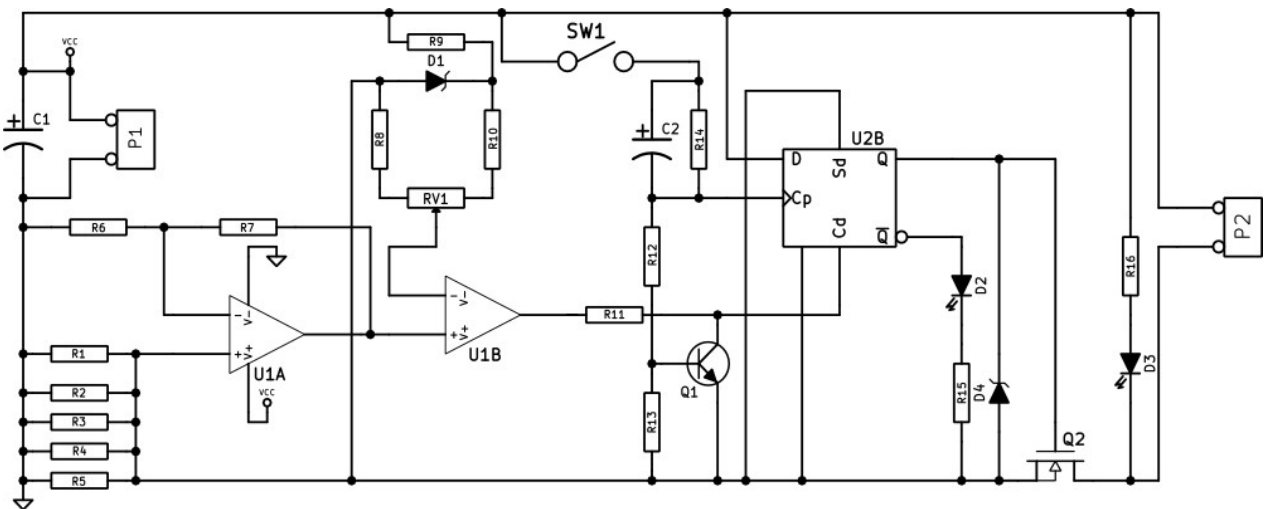 VCC
R9
SW1
D1
C1
P1
R8
R10
C2
R14
U2B
D
Sd
Q
RV1
Cp
Cd
Q
P2
R6
R7
R12
R16
D2
- V-
- V-
R11
+ V+
U1B
R1
+ V+
U1A
VCC
R2
Q1
D3
R3
R13
R15
D4
R4
Q2
R5